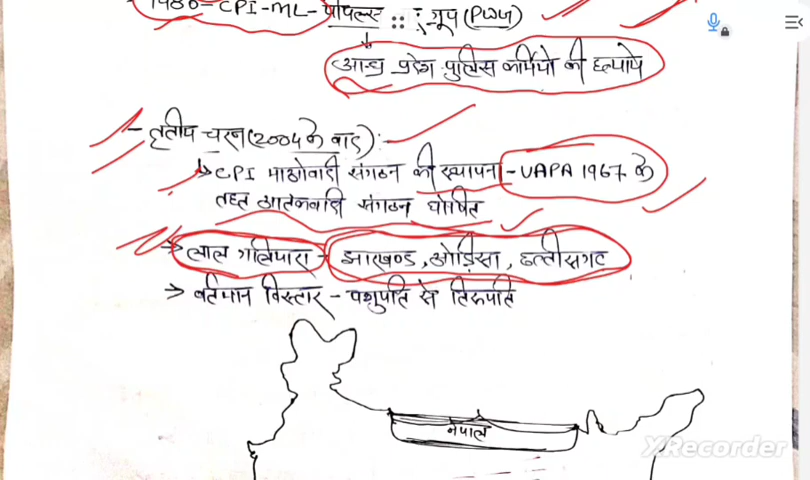 1980 - CPI-ML - पीपुल्स ग्रुप (PWG)
आन्ध्र प्रदेश पुलिस कर्मियों की हत्यायें
- तृतीय चरण (2004 के बाद) :-
→ CPI माओवादी संगठन की स्थापना - UAPA 1967 के
तहत आतंकवादी संगठन घोषित
→ लाल गलियारा - झारखण्ड, ओड़िसा, छत्तीसगढ
→ वर्तमान विस्तार - पशुपति से तिरुपति
नेपाल
XRecorder